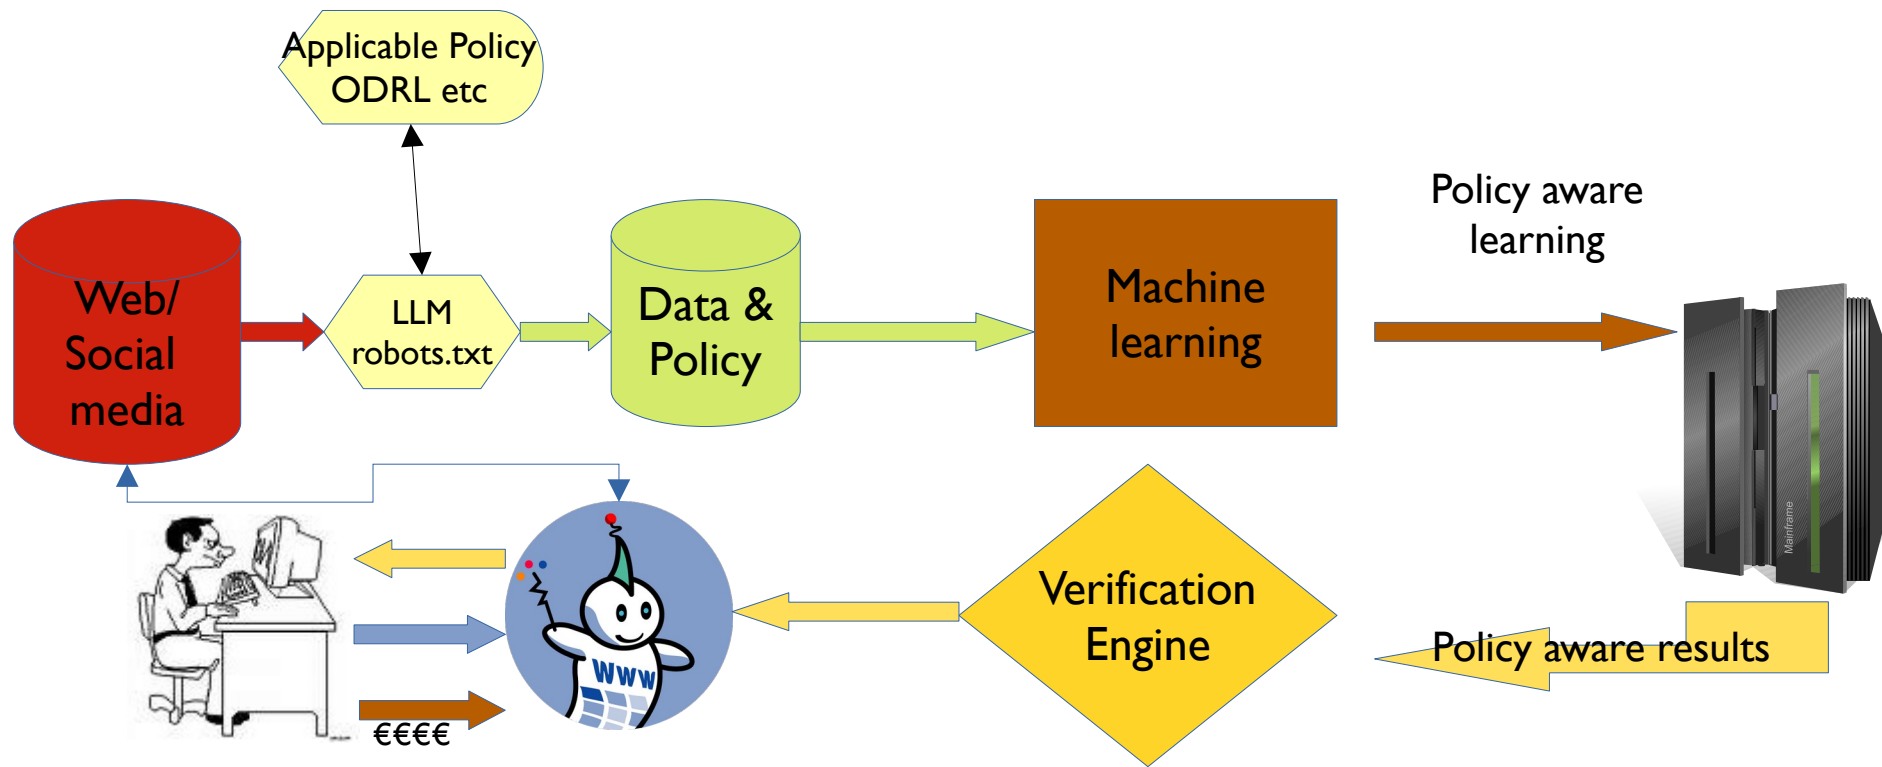 Applicable Policy
ODRL etc
Policy aware
learning
Web/
Social
media
LLM
robots.txt
Data &
Policy
Machine
learning
Mainframe
WWW
Verification
Engine
Policy aware results
€€€€